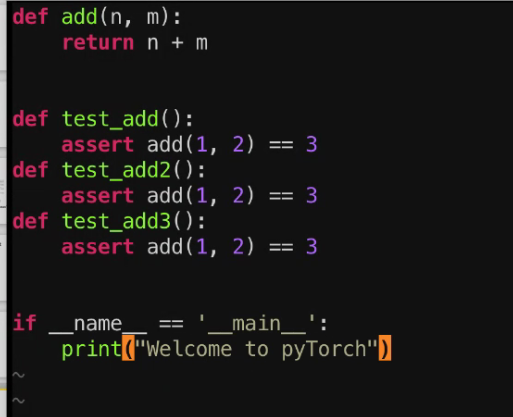 def add(n, m):
    return n + m
def test_add():
    assert add(1, 2) == 3
def test_add2():
    assert add(1, 2) == 3
def test_add3():
    assert add(1, 2) == 3
if __name__ == '__main__':
    print("Welcome to pyTorch")
~
~